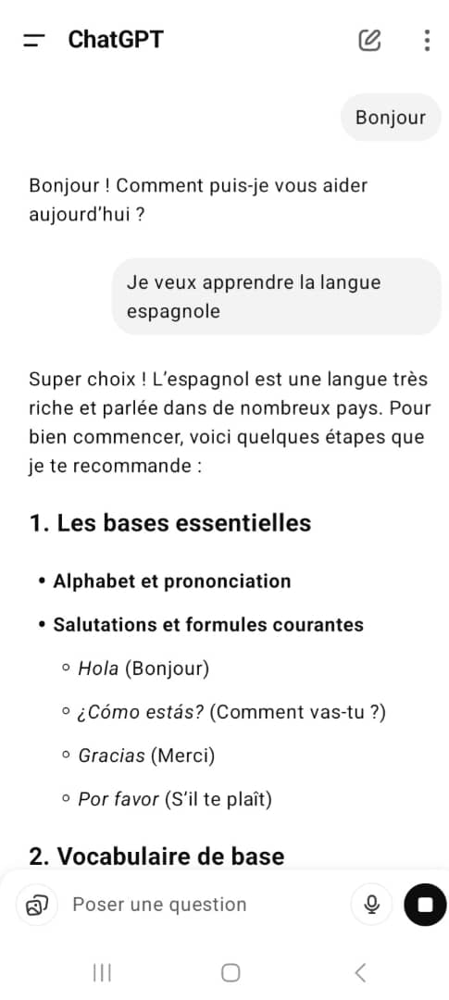 ChatGPT
Bonjour
Bonjour ! Comment puis-je vous aider
aujourd'hui ?
Je veux apprendre la langue
espagnole
Super choix ! L'espagnol est une langue très
riche et parlée dans de nombreux pays. Pour
bien commencer, voici quelques étapes que
je te recommande :
1. Les bases essentielles
• Alphabet et prononciation
• Salutations et formules courantes
◦ Hola (Bonjour)
◦ ¿Cómo estás? (Comment vas-tu ?)
◦ Gracias (Merci)
◦ Por favor (S'il te plaît)
2. Vocabulaire de base
Poser une question